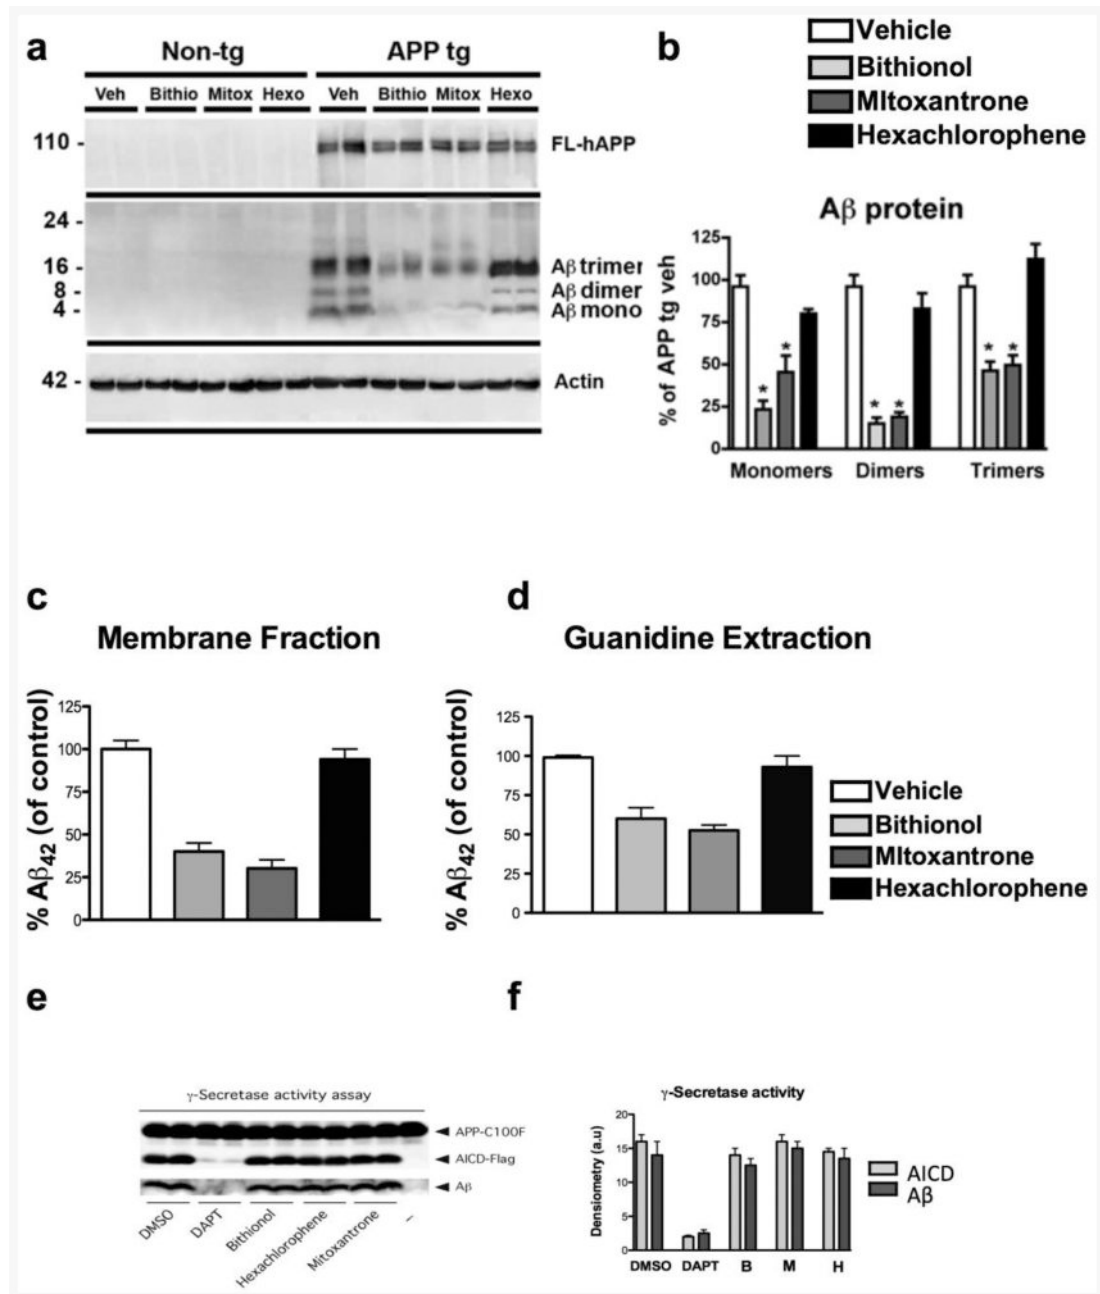 a
Non-tg APP tg
Veh Bithio Mitox Hexo Veh Bithio Mitox Hexo
110 - FL-hAPP
24 -
16 - Aβ trimer
8 - Aβ dimer
4 - Aβ mono
42 - Actin
b
Vehicle
Bithionol
MItoxantrone
Hexachlorophene
Aβ protein
% of APP tg veh
125
100
75
50
25
0
* * * * * *
Monomers Dimers Trimers
c
Membrane Fraction
% Aβ42 (of control)
125
100
75
50
25
0
d
Guanidine Extraction
% Aβ42 (of control)
125
100
75
50
25
0
Vehicle
Bithionol
MItoxantrone
Hexachlorophene
e
γ-Secretase activity assay
APP-C100F
AICD-Flag
Aβ
DMSO DAPT Bithionol Hexachlorophene Mitoxantrone –
f
γ-Secretase activity
Densiometry (a.u)
20
15
10
5
0
DMSO DAPT B M H
AICD
Aβ